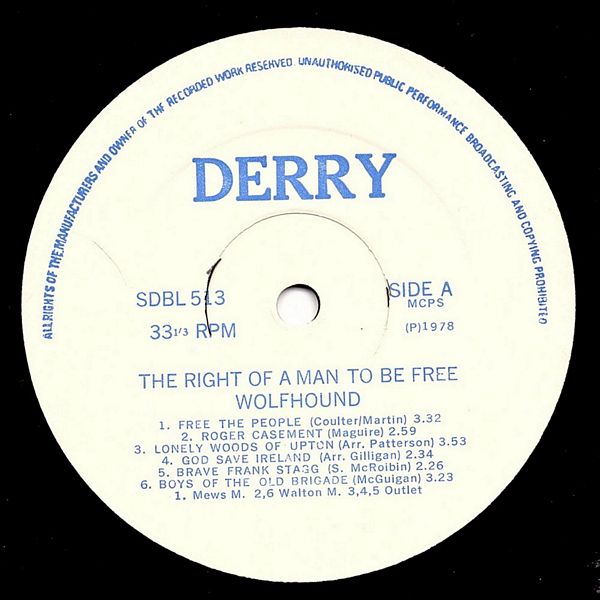 ALL RIGHTS OF THE MANUFACTURERS AND OWNER OF THE RECORDED WORK RESERVED. UNAUTHORISED PUBLIC PERFORMANCE BROADCASTING AND COPYING PROHIBITED
DERRY
SDBL 513
SIDE A
MCPS
33 1/3 RPM
(P)1978
THE RIGHT OF A MAN TO BE FREE
WOLFHOUND
1. FREE THE PEOPLE (Coulter/Martin) 3.32
2. ROGER CASEMENT (Maguire) 2.59
3. LONELY WOODS OF UPTON (Arr. Patterson) 3.53
4. GOD SAVE IRELAND (Arr. Gilligan) 2.34
5. BRAVE FRANK STAGG (S. McRoibin) 2.26
6. BOYS OF THE OLD BRIGADE (McGuigan) 3.23
1. Mews M. 2,6 Walton M. 3,4,5 Outlet